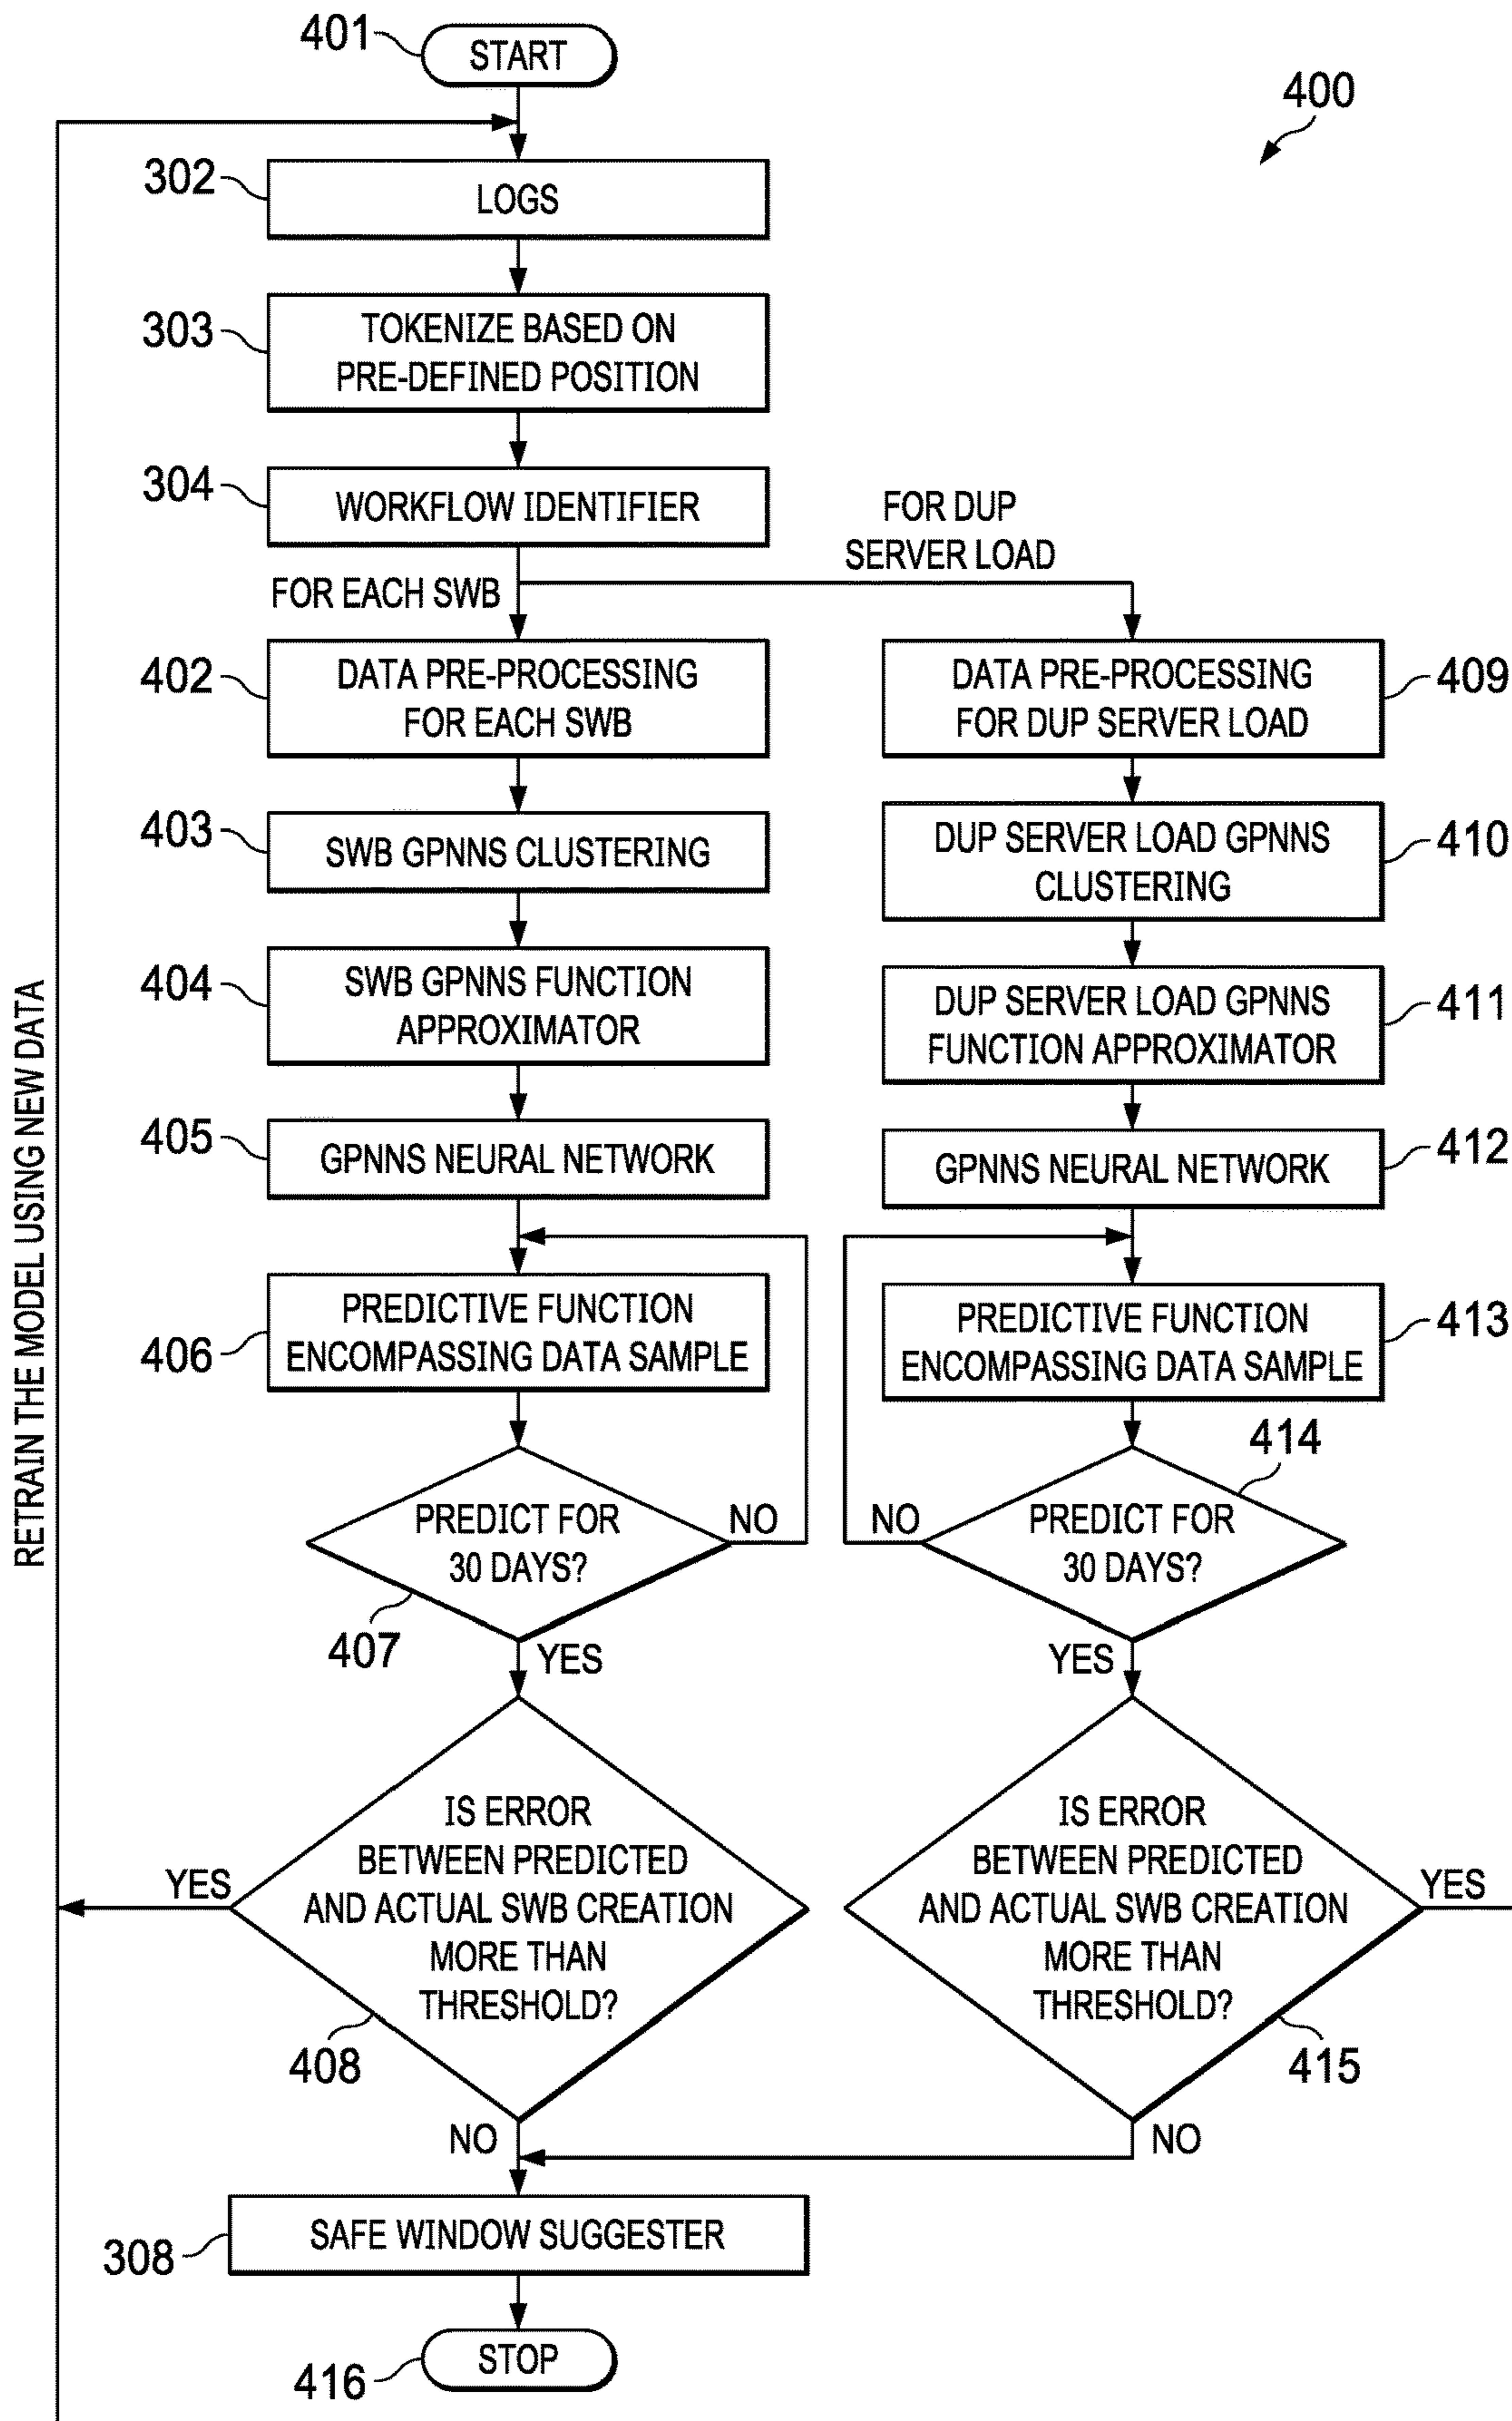 401
START
400
302
LOGS
303
TOKENIZE BASED ON
PRE-DEFINED POSITION
304
WORKFLOW IDENTIFIER
FOR DUP
SERVER LOAD
FOR EACH SWB
402
DATA PRE-PROCESSING
FOR EACH SWB
DATA PRE-PROCESSING
FOR DUP SERVER LOAD
409
403
SWB GPNNS CLUSTERING
DUP SERVER LOAD GPNNS
CLUSTERING
410
404
SWB GPNNS FUNCTION
APPROXIMATOR
DUP SERVER LOAD GPNNS
FUNCTION APPROXIMATOR
411
405
GPNNS NEURAL NETWORK
GPNNS NEURAL NETWORK
412
RETRAIN THE MODEL USING NEW DATA
406
PREDICTIVE FUNCTION
ENCOMPASSING DATA SAMPLE
PREDICTIVE FUNCTION
ENCOMPASSING DATA SAMPLE
413
PREDICT FOR
30 DAYS?
NO
407
YES
414
NO
PREDICT FOR
30 DAYS?
YES
YES
IS ERROR
BETWEEN PREDICTED
AND ACTUAL SWB CREATION
MORE THAN
THRESHOLD?
408
NO
IS ERROR
BETWEEN PREDICTED
AND ACTUAL SWB CREATION
MORE THAN
THRESHOLD?
YES
415
NO
308
SAFE WINDOW SUGGESTER
416
STOP